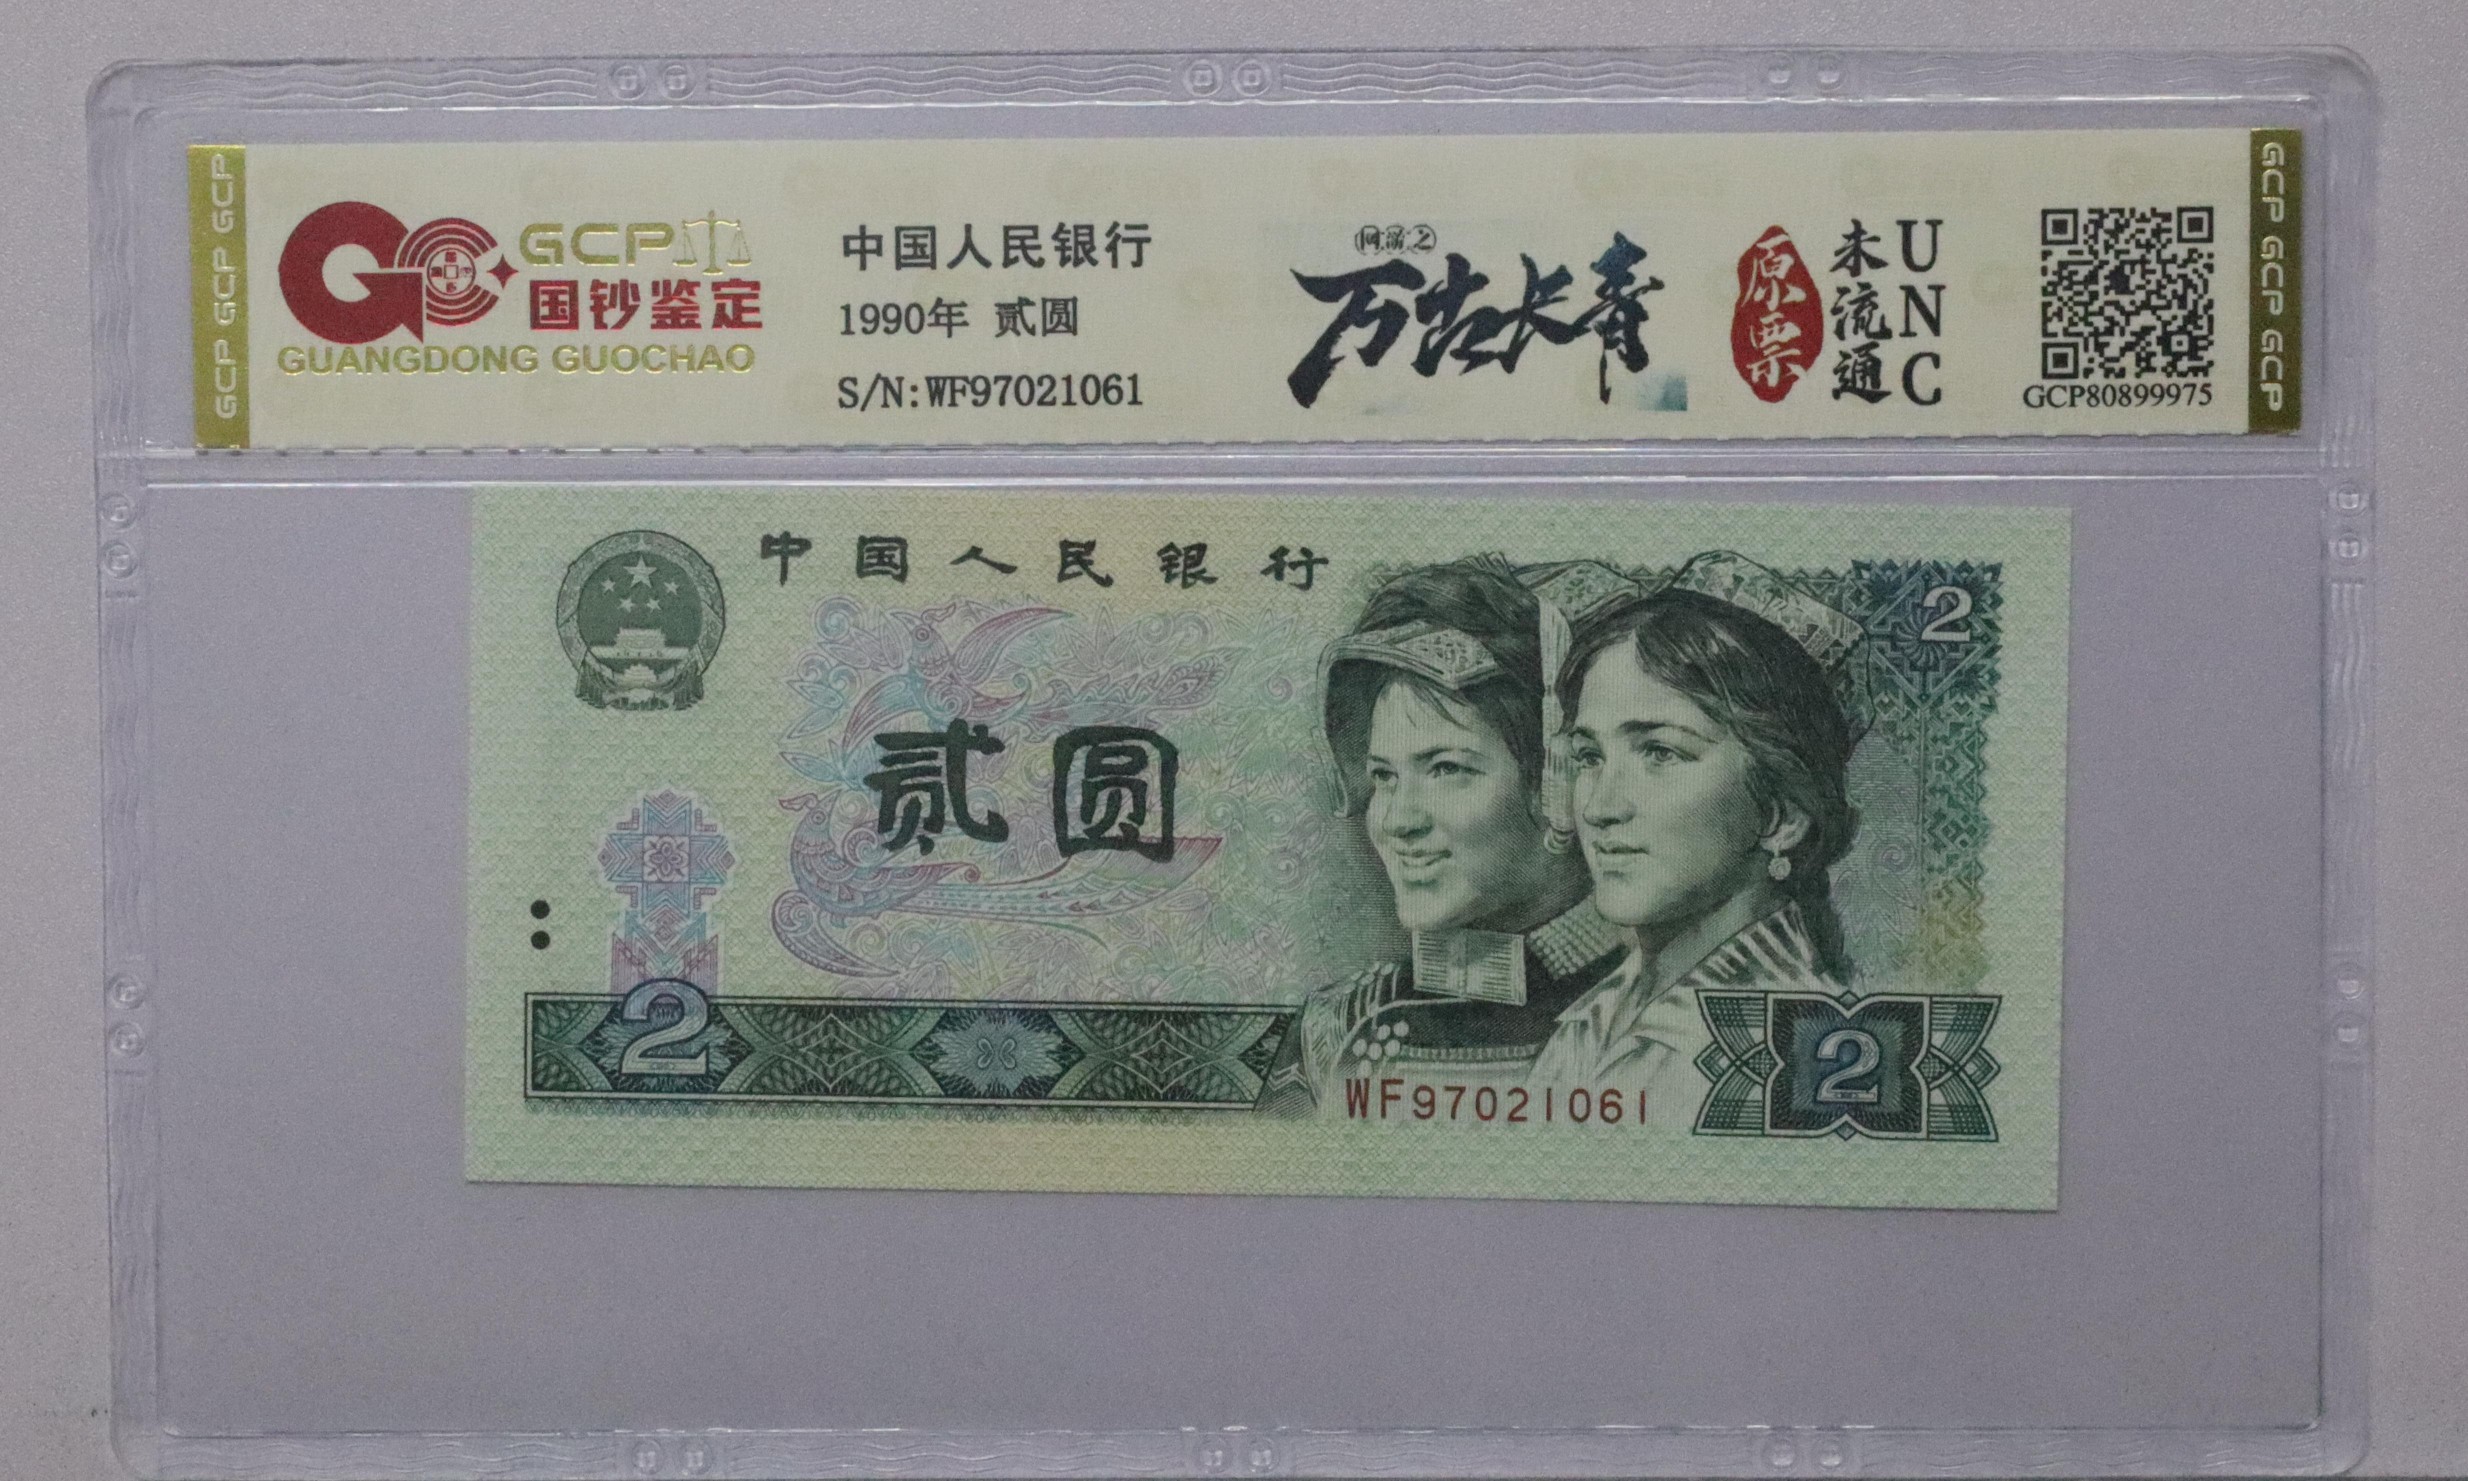 GCP GCP GCP
GCP
国钞鉴定
GUANGDONG GUOCHAO
中国人民银行
1990年 贰圆
S/N:WF97021061
万古长青
原票
未流通
UNC
GCP80899975
GCP GCP GCP
中国人民银行
贰圆
2
2
2
WF97021061